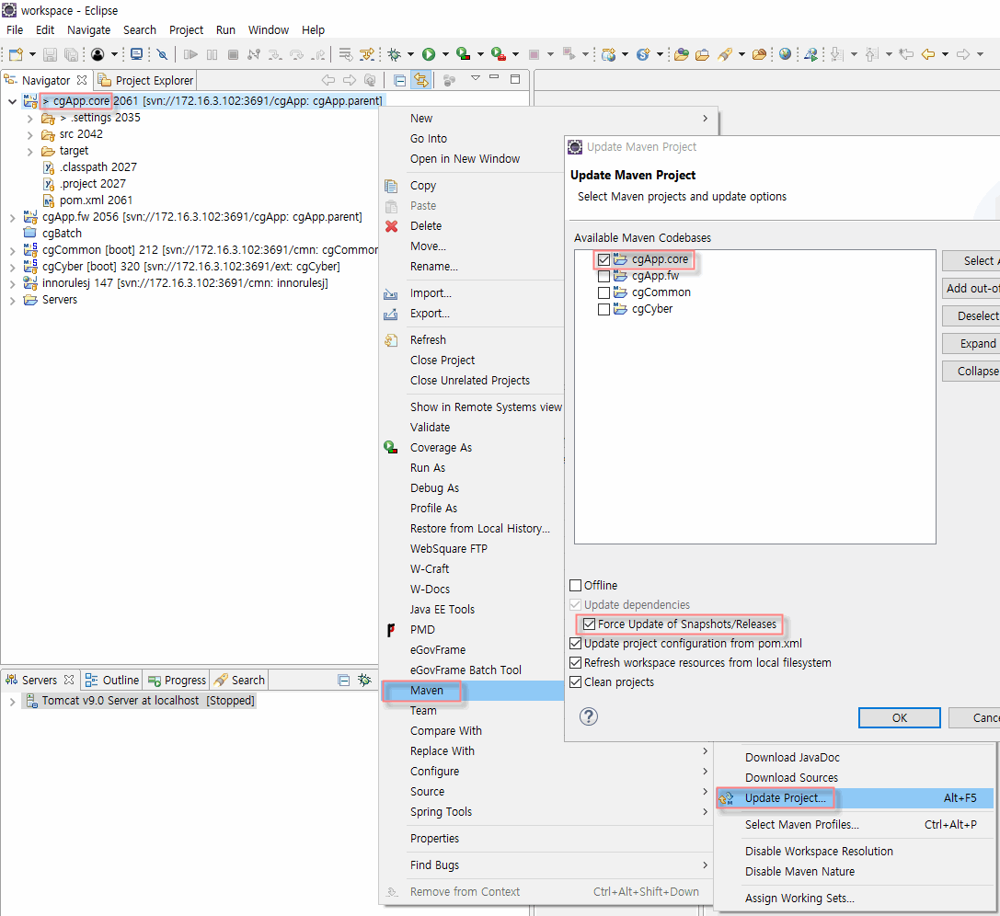 workspace - Eclipse
File Edit Navigate Search Project Run Window Help
Navigator Project Explorer
> cgApp.core 2061 [svn://172.16.3.102:3691/cgApp: cgApp.parent]
> .settings 2035
src 2042
target
.classpath 2027
.project 2027
pom.xml 2061
cgApp.fw 2056 [svn://172.16.3.102:3691/cgApp: cgApp.parent]
cgBatch
cgCommon [boot] 212 [svn://172.16.3.102:3691/cmn: cgCommon
cgCyber [boot] 320 [svn://172.16.3.102:3691/ext: cgCyber]
innorulesj 147 [svn://172.16.3.102:3691/cmn: innorulesj]
Servers
Servers Outline Progress Search
Tomcat v9.0 Server at localhost [Stopped]
New
Go Into
Open in New Window
Copy
Paste
Delete
Move...
Rename...
Import...
Export...
Refresh
Close Project
Close Unrelated Projects
Show in Remote Systems view
Validate
Coverage As
Run As
Debug As
Profile As
Restore from Local History...
WebSquare FTP
W-Craft
W-Docs
Java EE Tools
PMD
eGovFrame
eGovFrame Batch Tool
Maven
Team
Compare With
Replace With
Configure
Source
Spring Tools
Properties
Find Bugs
Remove from Context Ctrl+Alt+Shift+Down
Update Maven Project
Update Maven Project
Select Maven projects and update options
Available Maven Codebases
cgApp.core
cgApp.fw
cgCommon
cgCyber
Select A
Add out-of
Deselect
Expand
Collapse
Offline
Update dependencies
Force Update of Snapshots/Releases
Update project configuration from pom.xml
Refresh workspace resources from local filesystem
Clean projects
OK Cance
Download JavaDoc
Download Sources
Update Project... Alt+F5
Select Maven Profiles... Ctrl+Alt+P
Disable Workspace Resolution
Disable Maven Nature
Assign Working Sets...